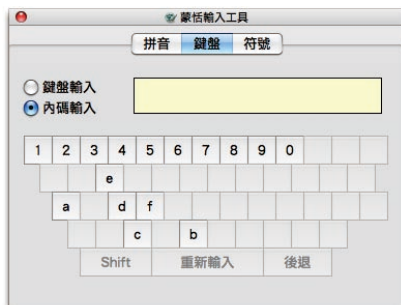 蒙恬輸入工具
拼音 鍵盤 符號
鍵盤輸入
內碼輸入
1 2 3 4 5 6 7 8 9 0
e
a d f
c b
Shift 重新輸入 後退